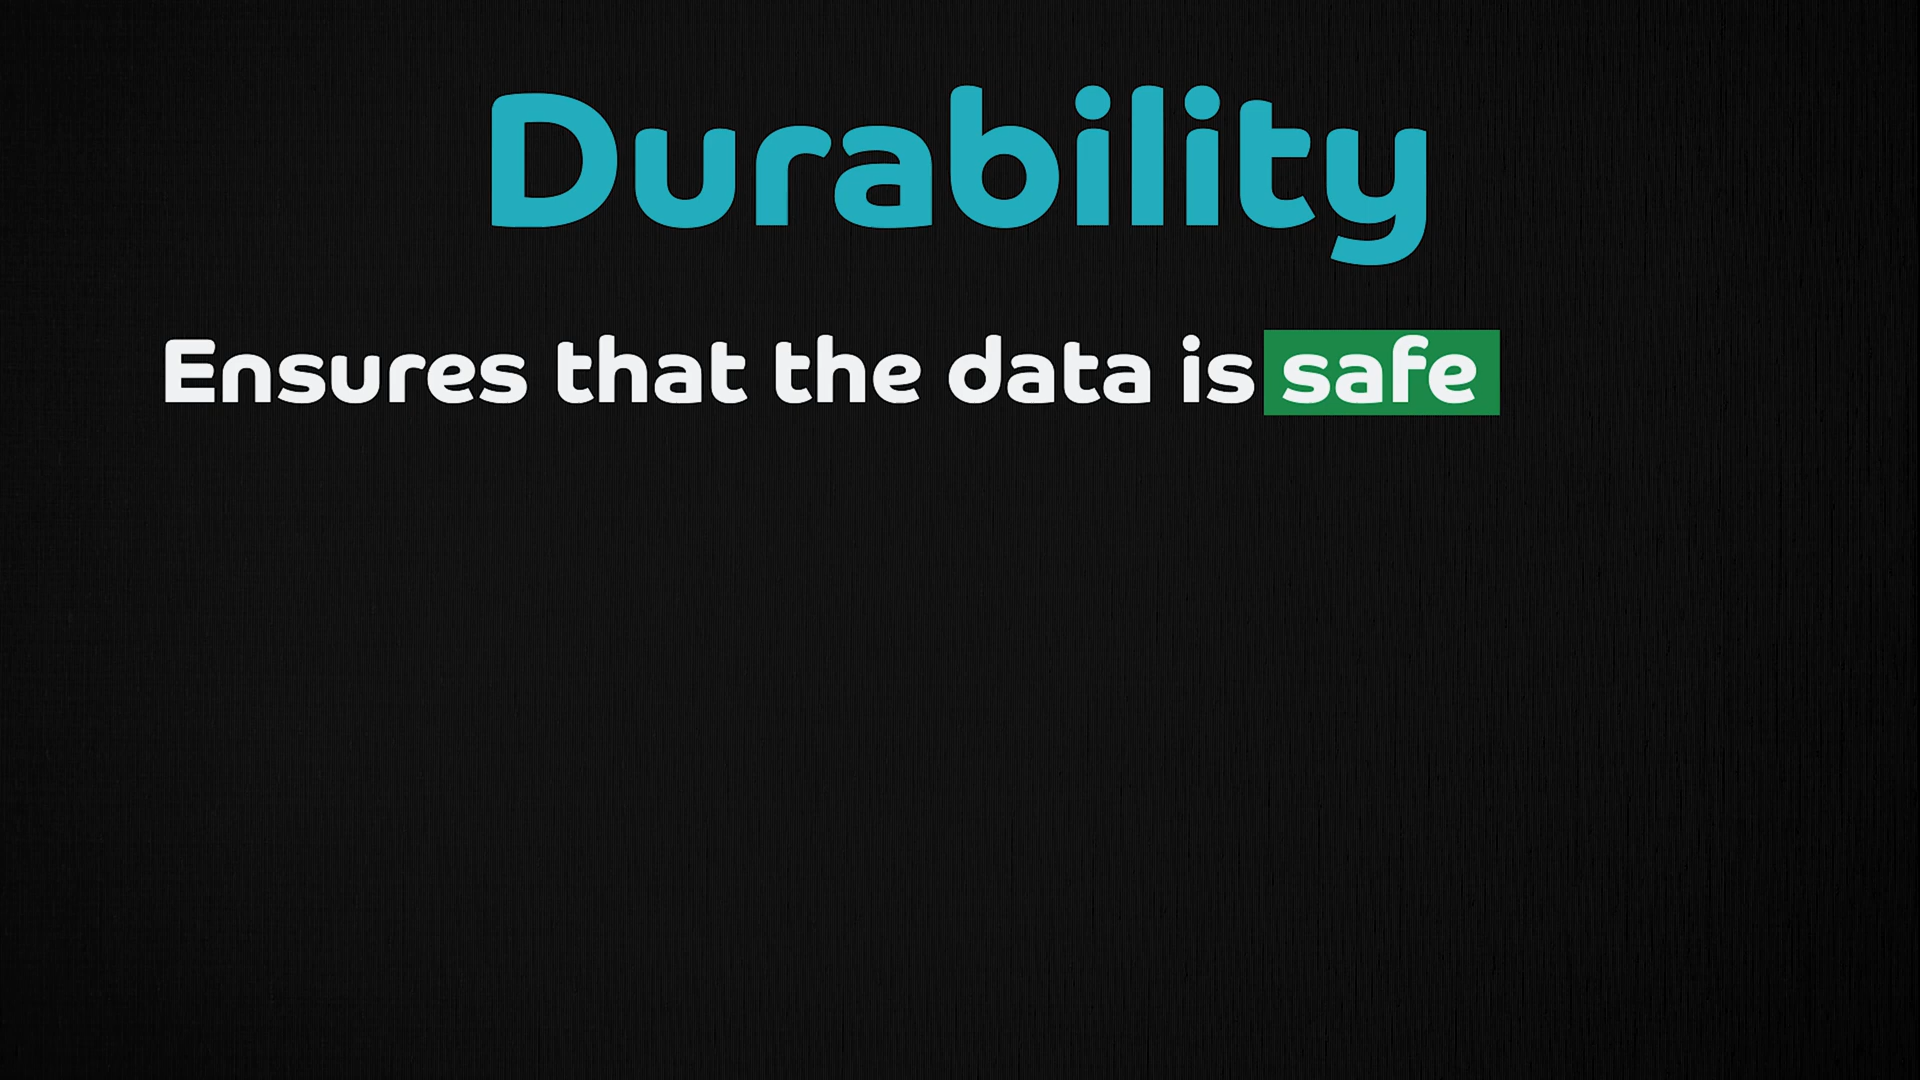 Durability
Ensures that the data is safe